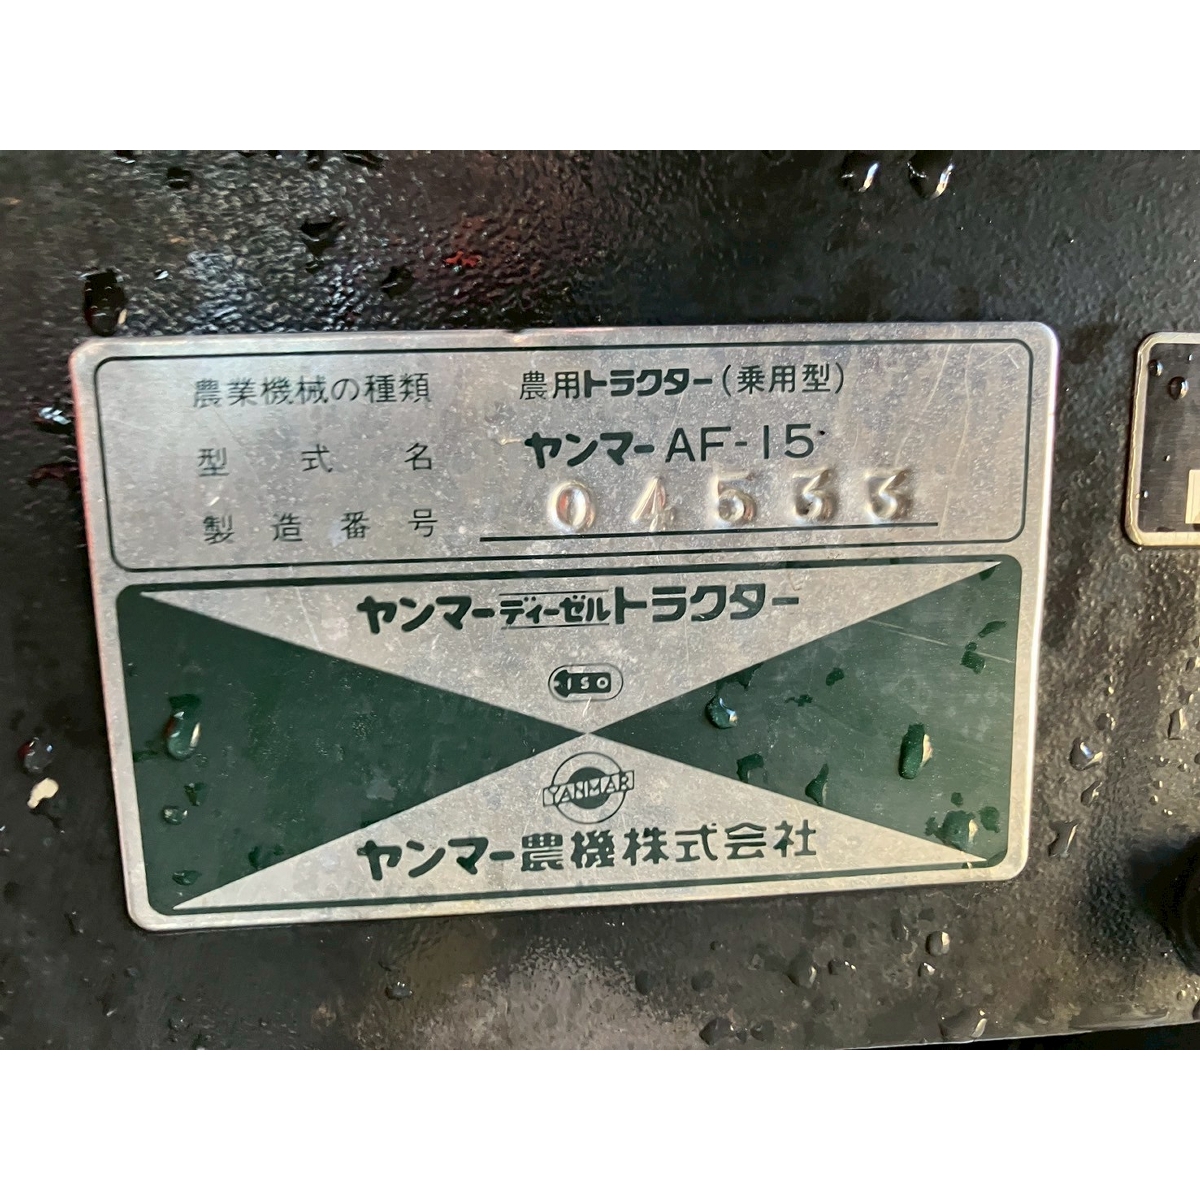 農業機械の種類 農用トラクター(乗用型)
型式名 ヤンマーAF-15
製造番号 04533
ヤンマーディーゼルトラクター
ISO
YANMAR
ヤンマー農機株式会社